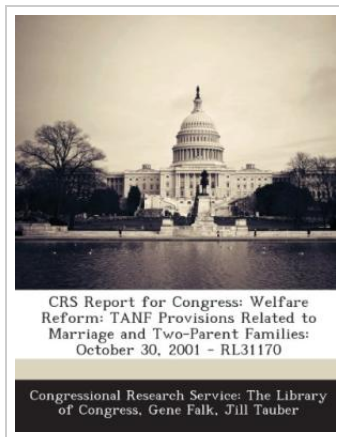 CRS Report for Congress: Welfare
Reform: TANF Provisions Related to
Marriage and Two-Parent Families:
October 30, 2001 - RL31170
Congressional Research Service: The Library
of Congress, Gene Falk, Jill Tauber